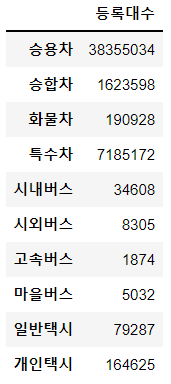 등록대수
승용차 38355034
승합차 1623598
화물차 190928
특수차 7185172
시내버스 34608
시외버스 8305
고속버스 1874
마을버스 5032
일반택시 79287
개인택시 164625